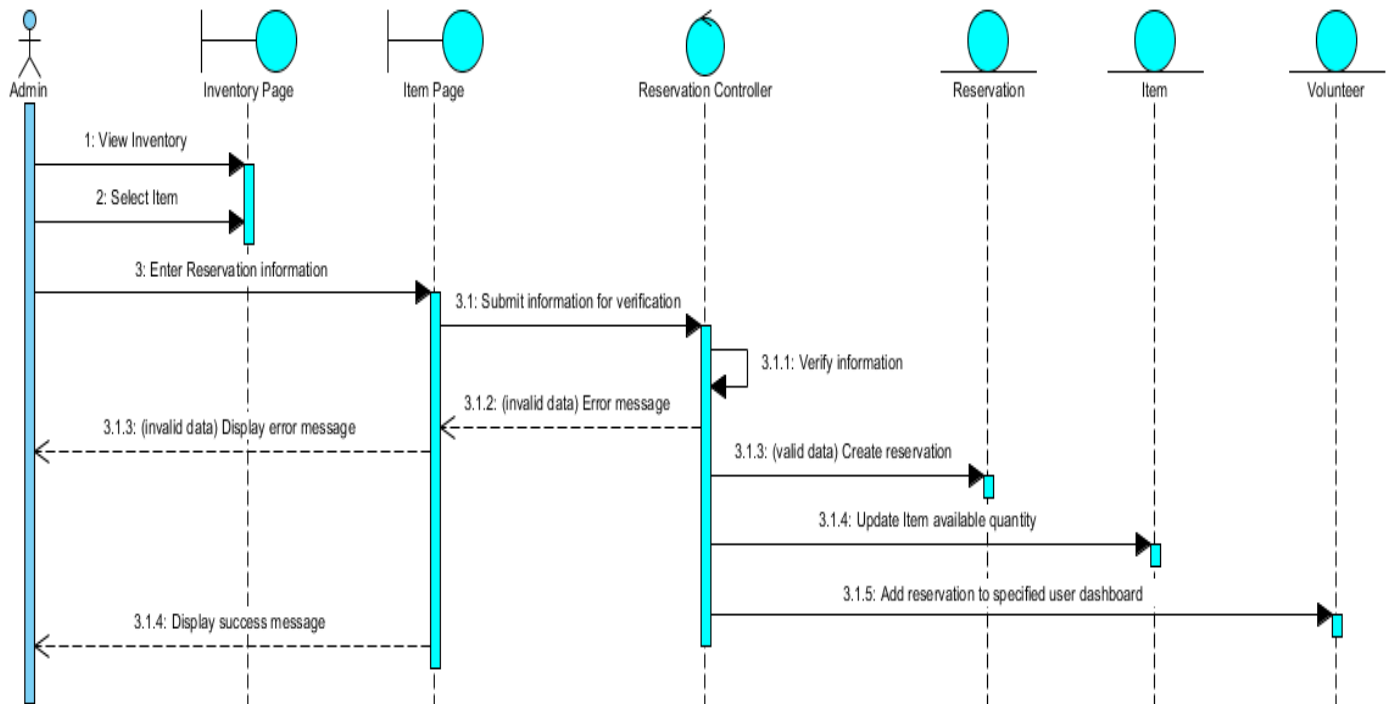 Admin
Inventory Page
Item Page
Reservation Controller
Reservation
Item
Volunteer
1: View Inventory
2: Select Item
3: Enter Reservation information
3.1: Submit information for verification
3.1.1: Verify information
3.1.2: (invalid data) Error message
3.1.3: (invalid data) Display error message
3.1.3: (valid data) Create reservation
3.1.4: Update Item available quantity
3.1.5: Add reservation to specified user dashboard
3.1.4: Display success message